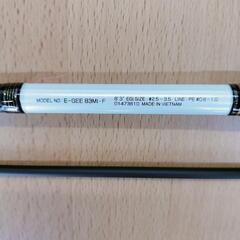 MODEL NO. E-GEE 83MI-F
8'3" EGI SIZE: #2.5-3.5 LINE: PE #0.6-1.0
01473810 MADE IN VIETNAM